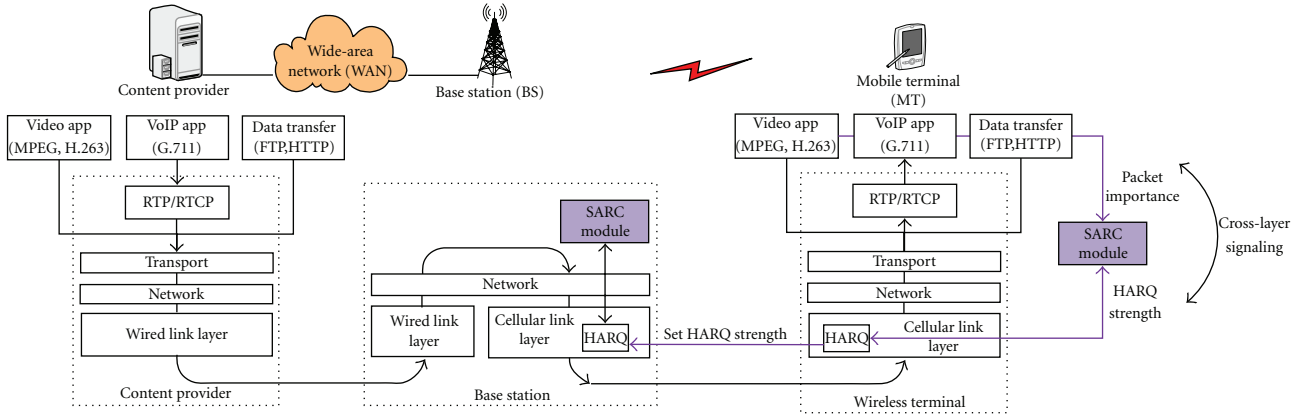 Wide-area
network (WAN)
Content provider
Base station (BS)
Mobile terminal
(MT)
Video app
(MPEG, H.263)
VoIP app
(G.711)
Data transfer
(FTP,HTTP)
RTP/RTCP
Transport
Network
Wired link layer
Content provider
SARC
module
Network
Wired link
layer
Cellular link
layer
HARQ
Base station
Set HARQ strength
Video app
(MPEG, H.263)
VoIP app
(G.711)
Data transfer
(FTP,HTTP)
RTP/RTCP
Transport
Network
HARQ
Cellular link
layer
Wireless terminal
Packet
importance
SARC
module
HARQ
strength
Cross-layer
signaling